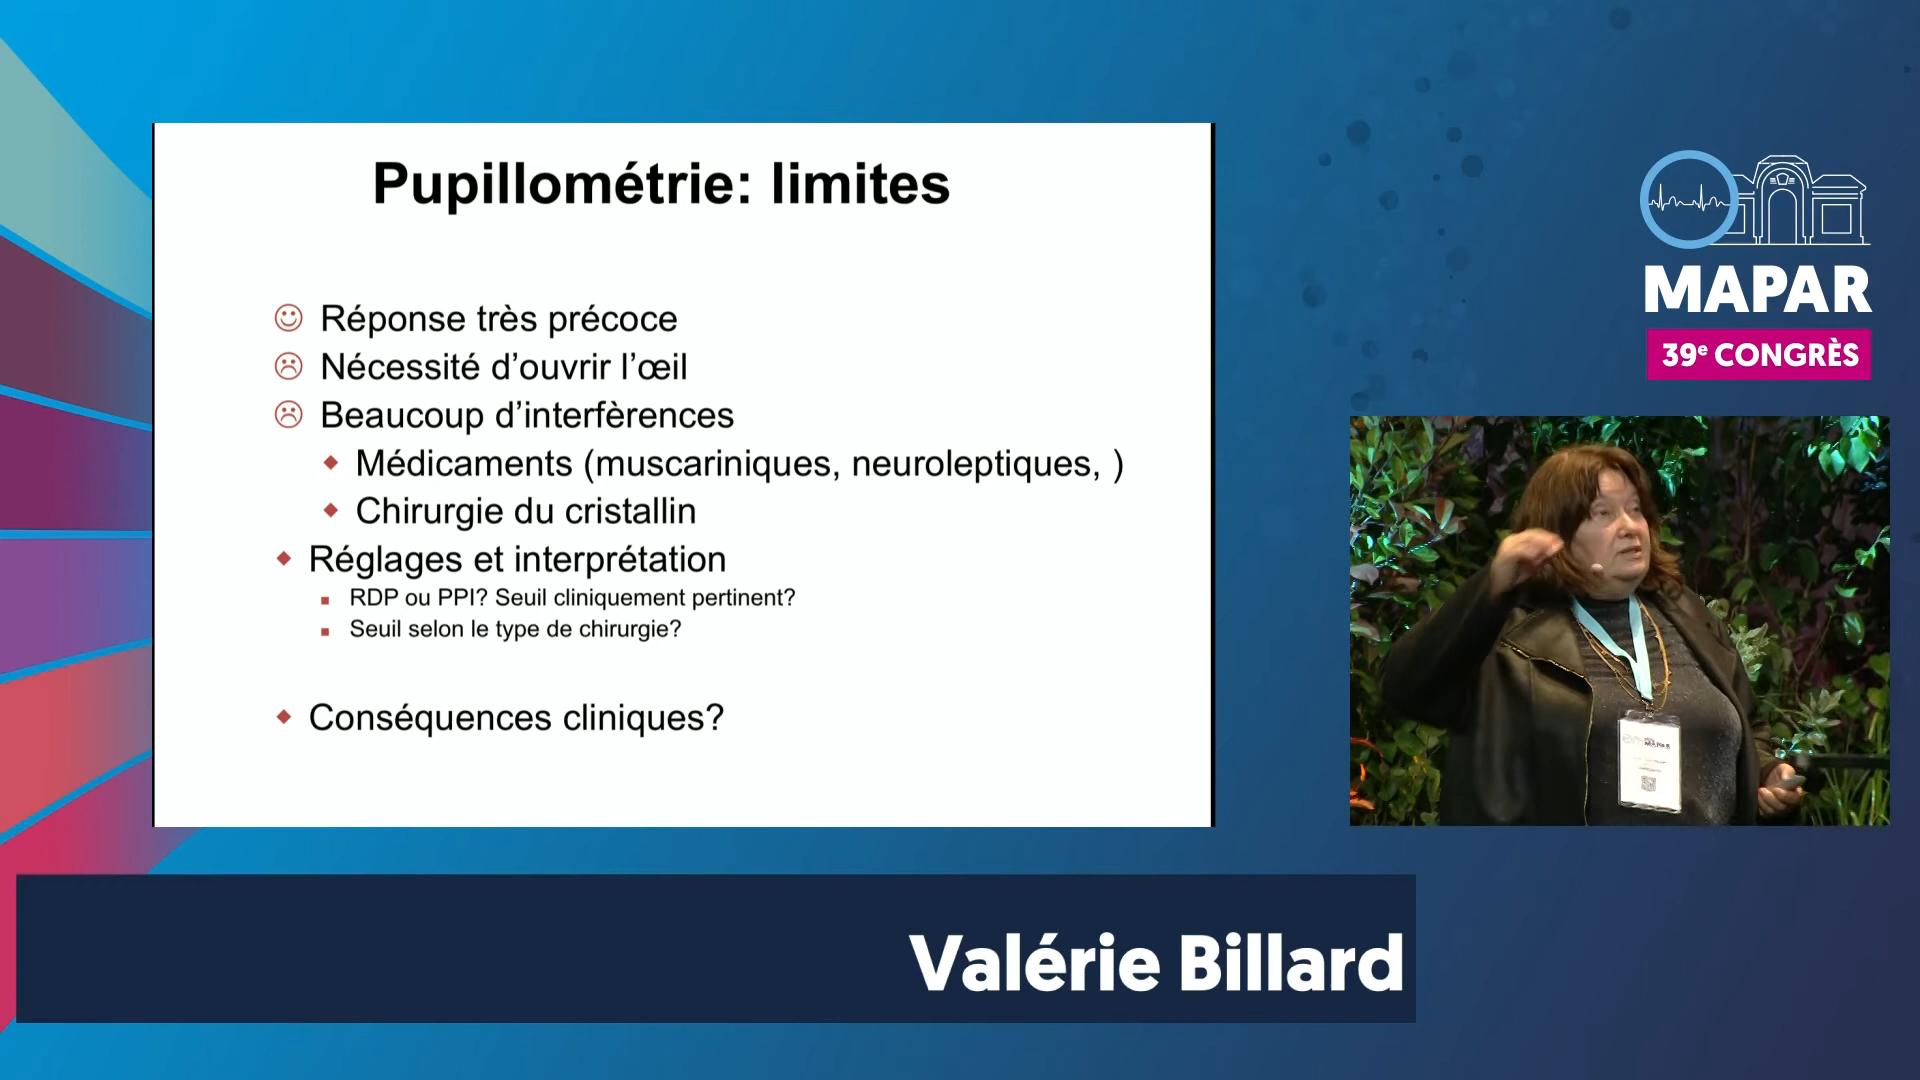 Pupillométrie: limites
Réponse très précoce
Nécessité d’ouvrir l’œil
Beaucoup d’interfèrences
Médicaments (muscariniques, neuroleptiques, )
Chirurgie du cristallin
Réglages et interprétation
RDP ou PPI? Seuil cliniquement pertinent?
Seuil selon le type de chirurgie?
Conséquences cliniques?
MAPAR
39e CONGRÈS
MAPAR
Valérie Billard